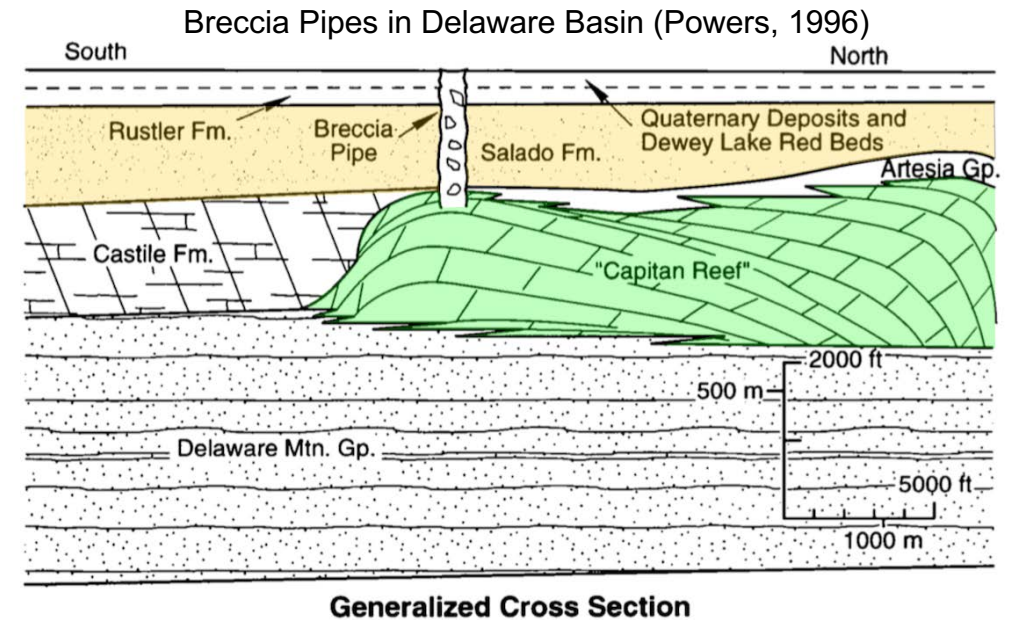 Breccia Pipes in Delaware Basin (Powers, 1996)
South
North
Rustler Fm.
Breccia
Pipe
Salado Fm.
Quaternary Deposits and
Dewey Lake Red Beds
Artesia Gp.
Castile Fm.
"Capitan Reef"
2000 ft
500 m
Delaware Mtn. Gp.
5000 ft
1000 m
Generalized Cross Section